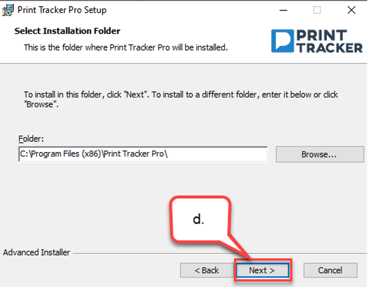 Print Tracker Pro Setup
Select Installation Folder
This is the folder where Print Tracker Pro will be installed.
PRINT
TRACKER
To install in this folder, click "Next". To install to a different folder, enter it below or click
"Browse".
Folder:
C:\Program Files (x86)\Print Tracker Pro\
Browse...
d.
Advanced Installer
< Back
Next >
Cancel